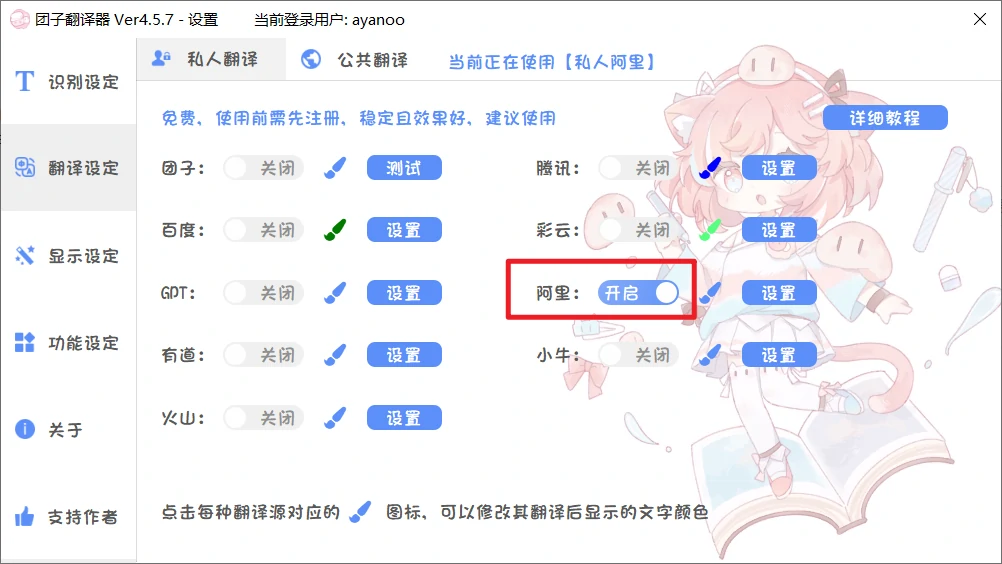 团子翻译器 Ver4.5.7 - 设置 当前登录用户: ayanoo
识别设定
翻译设定
显示设定
功能设定
关于
支持作者
私人翻译 公共翻译 当前正在使用【私人阿里】
免费, 使用前需先注册, 稳定且效果好, 建议使用 详细教程
团子: 关闭 测试 腾讯: 关闭 设置
百度: 关闭 设置 彩云: 关闭 设置
GPT: 关闭 设置 阿里: 开启 设置
有道: 关闭 设置 小牛: 关闭 设置
火山: 关闭 设置
点击每种翻译源对应的 图标, 可以修改其翻译后显示的文字颜色